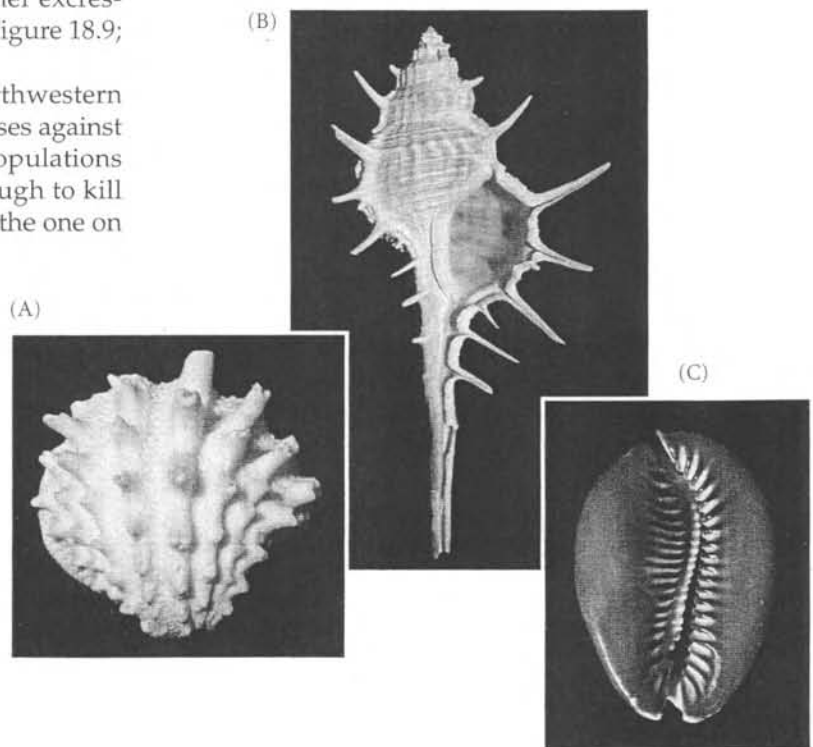 her excres-
igure 18.9;
rthwestern
ses against
opulations
ugh to kill
the one on
(B)
(A)
(C)